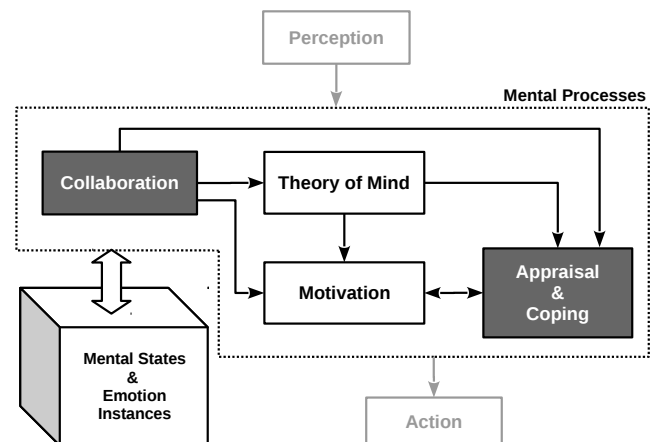 Perception
Mental Processes
Collaboration
Theory of Mind
Motivation
Appraisal
&
Coping
Mental States
&
Emotion
Instances
Action